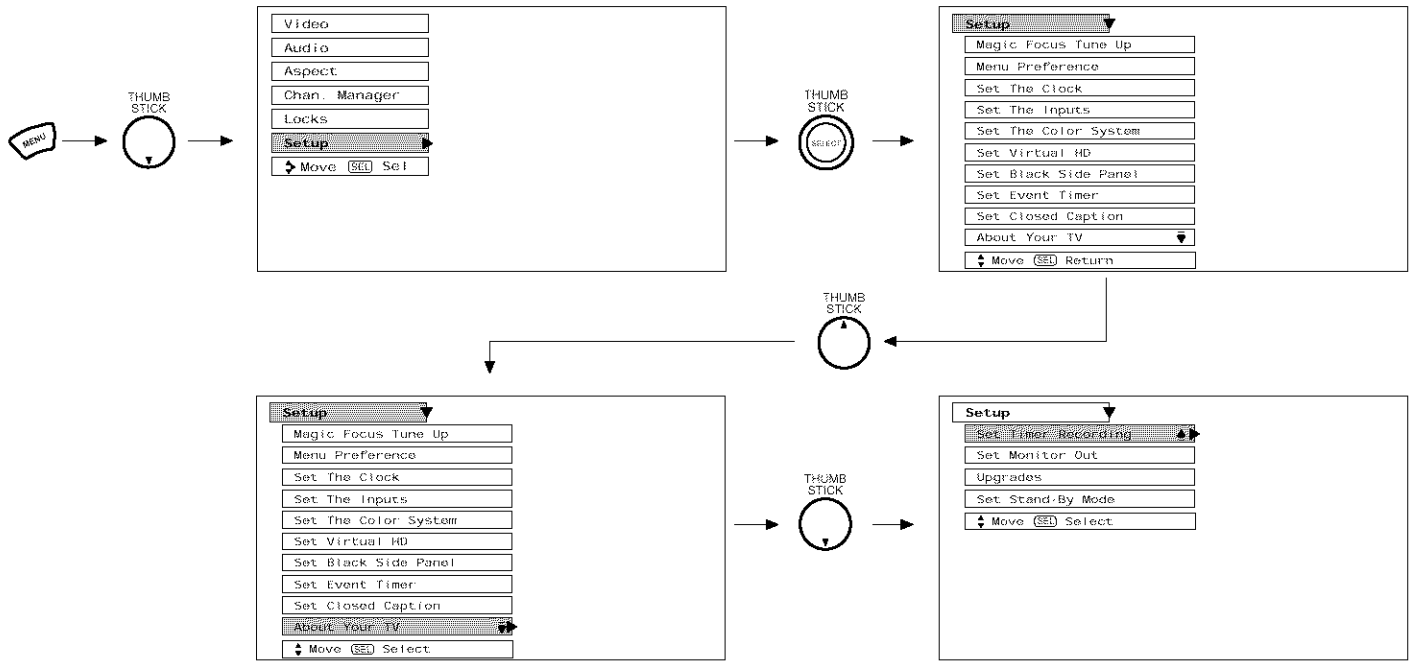 MENU
THUMB
STICK
Video
Audio
Aspect
Chan. Manager
Locks
Setup
Move SEL Sel
THUMB
STICK
SELECT
Setup
Magic Focus Tune Up
Menu Preference
Set The Clock
Set The Inputs
Set The Color System
Set Virtual HD
Set Black Side Panel
Set Event Timer
Set Closed Caption
About Your TV
Move SEL Return
THUMB
STICK
Setup
Magic Focus Tune Up
Menu Preference
Set The Clock
Set The Inputs
Set The Color System
Set Virtual HD
Set Black Side Panel
Set Event Timer
Set Closed Caption
About Your TV
Move SEL Select
THUMB
STICK
Setup
Set Timer Recording
Set Monitor Out
Upgrades
Set Stand-By Mode
Move SEL Select